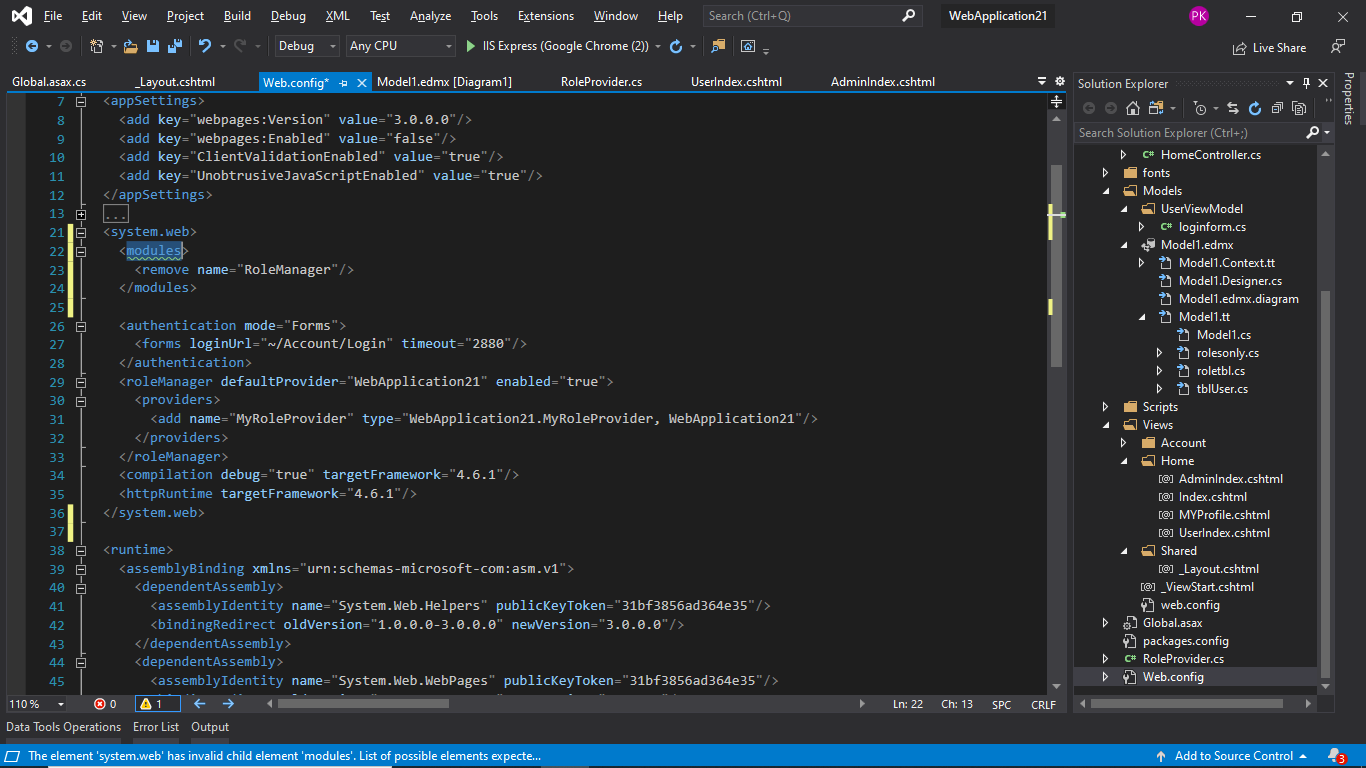 File Edit View Project Build Debug XML Test Analyze Tools Extensions Window Help Search (Ctrl+Q) WebApplication21 PK
Debug Any CPU IIS Express (Google Chrome (2)) Live Share
Global.asax.cs _Layout.cshtml Web.config* Model1.edmx [Diagram1] RoleProvider.cs UserIndex.cshtml AdminIndex.cshtml
7 <appSettings>
8 <add key="webpages:Version" value="3.0.0.0"/>
9 <add key="webpages:Enabled" value="false"/>
10 <add key="ClientValidationEnabled" value="true"/>
11 <add key="UnobtrusiveJavaScriptEnabled" value="true"/>
12 </appSettings>
13 ...
21 <system.web>
22 <modules>
23 <remove name="RoleManager"/>
24 </modules>
25
26 <authentication mode="Forms">
27 <forms loginUrl="~/Account/Login" timeout="2880"/>
28 </authentication>
29 <roleManager defaultProvider="WebApplication21" enabled="true">
30 <providers>
31 <add name="MyRoleProvider" type="WebApplication21.MyRoleProvider, WebApplication21"/>
32 </providers>
33 </roleManager>
34 <compilation debug="true" targetFramework="4.6.1"/>
35 <httpRuntime targetFramework="4.6.1"/>
36 </system.web>
37
38 <runtime>
39 <assemblyBinding xmlns="urn:schemas-microsoft-com:asm.v1">
40 <dependentAssembly>
41 <assemblyIdentity name="System.Web.Helpers" publicKeyToken="31bf3856ad364e35"/>
42 <bindingRedirect oldVersion="1.0.0.0-3.0.0.0" newVersion="3.0.0.0"/>
43 </dependentAssembly>
44 <dependentAssembly>
45 <assemblyIdentity name="System.Web.WebPages" publicKeyToken="31bf3856ad364e35"/>
110 % 0 1 Ln: 22 Ch: 13 SPC CRLF
Solution Explorer
Search Solution Explorer (Ctrl+;)
C# HomeController.cs
fonts
Models
UserViewModel
C# loginform.cs
Model1.edmx
Model1.Context.tt
Model1.Designer.cs
Model1.edmx.diagram
Model1.tt
Model1.cs
rolesonly.cs
roletbl.cs
tblUser.cs
Scripts
Views
Account
Home
[@] AdminIndex.cshtml
[@] Index.cshtml
[@] MYProfile.cshtml
[@] UserIndex.cshtml
Shared
[@] _Layout.cshtml
[@] _ViewStart.cshtml
web.config
Global.asax
packages.config
C# RoleProvider.cs
Web.config
Properties
Data Tools Operations Error List Output
The element 'system.web' has invalid child element 'modules'. List of possible elements expecte... Add to Source Control 3